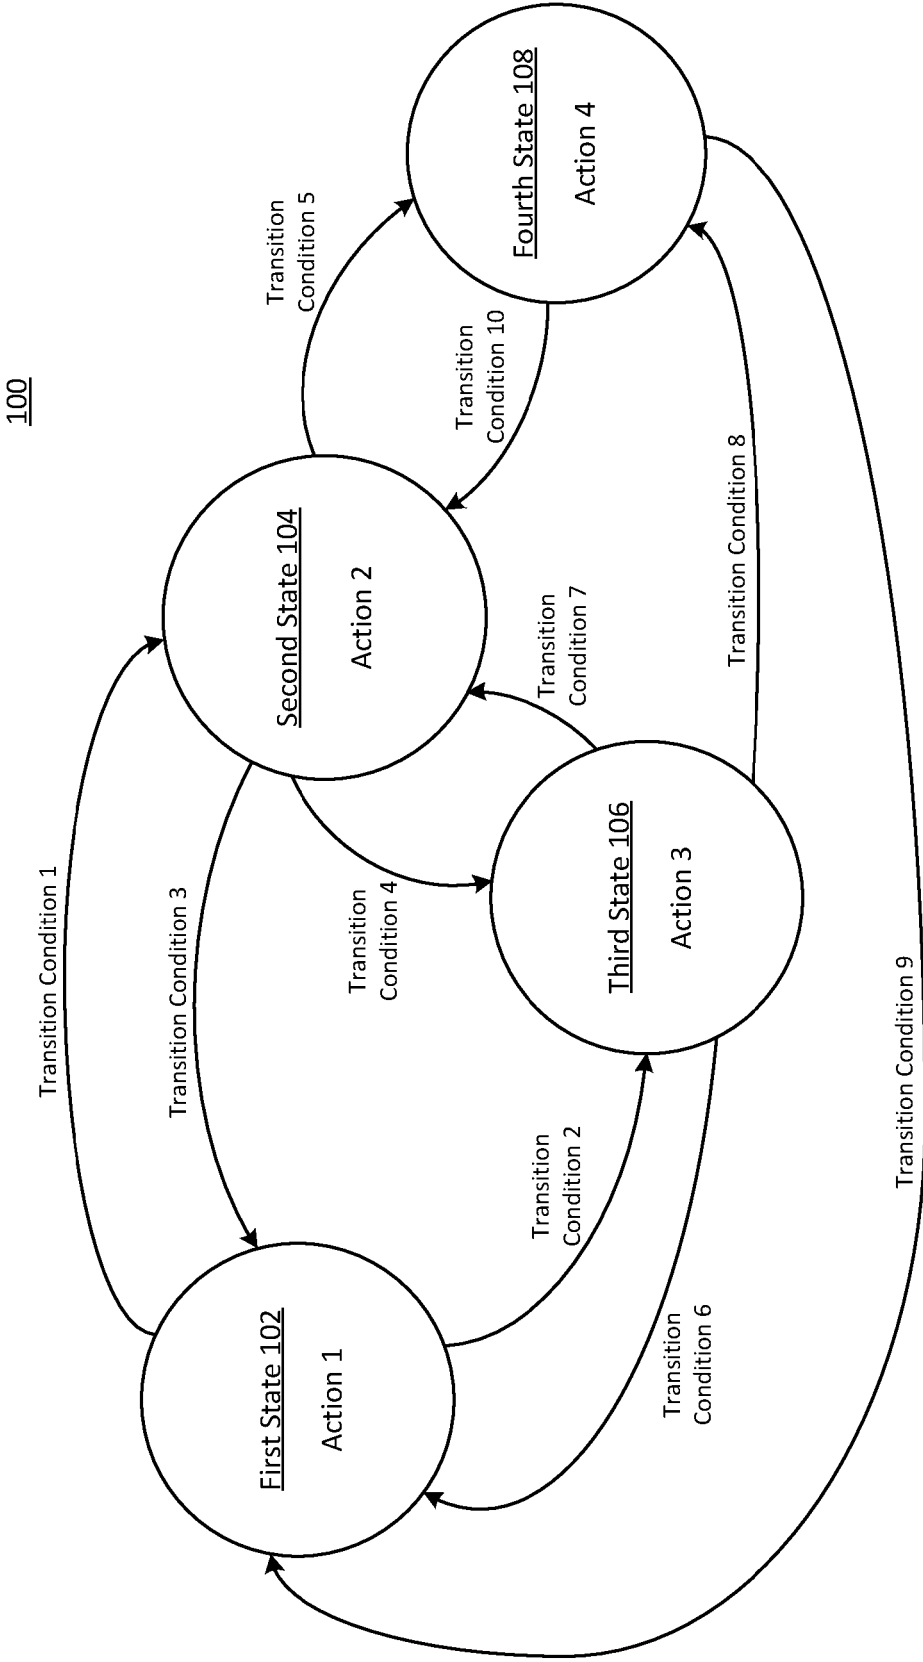 100
Transition Condition 1
Transition Condition 3
First State 102
Action 1
Second State 104
Action 2
Transition
Condition 5
Transition
Condition 4
Transition
Condition 10
Fourth State 108
Action 4
Transition
Condition 2
Third State 106
Action 3
Transition
Condition 7
Transition
Condition 6
Transition Condition 8
Transition Condition 9